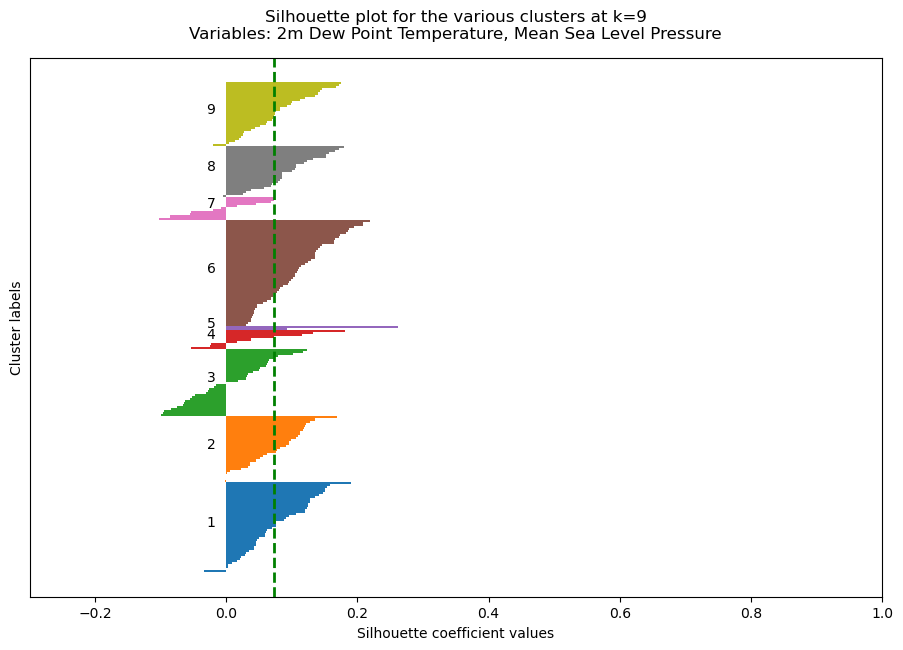 Silhouette plot for the various clusters at k=9
Variables: 2m Dew Point Temperature, Mean Sea Level Pressure
Cluster labels
9
8
7
6
5
4
3
2
1
−0.2 0.0 0.2 0.4 0.6 0.8 1.0
Silhouette coefficient values